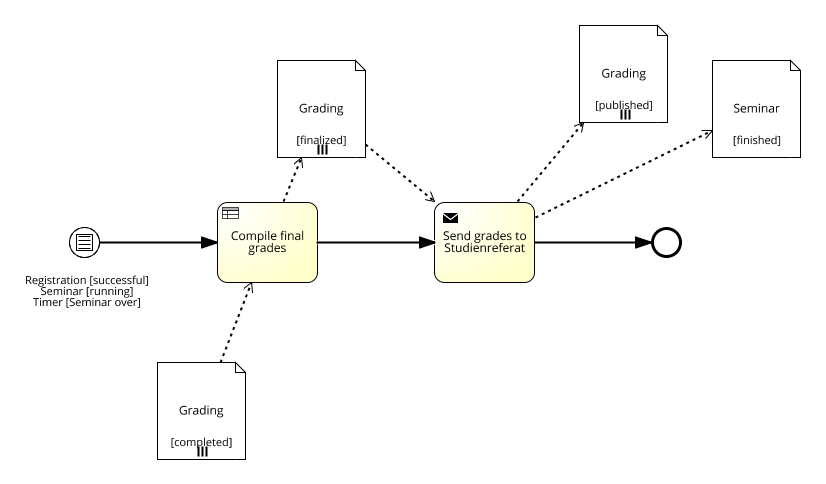 Grading
[published]
Grading
[finalized]
Seminar
[finished]
Compile final
grades
Send grades to
Studienreferat
Registration [successful]
Seminar [running]
Timer [Seminar over]
Grading
[completed]